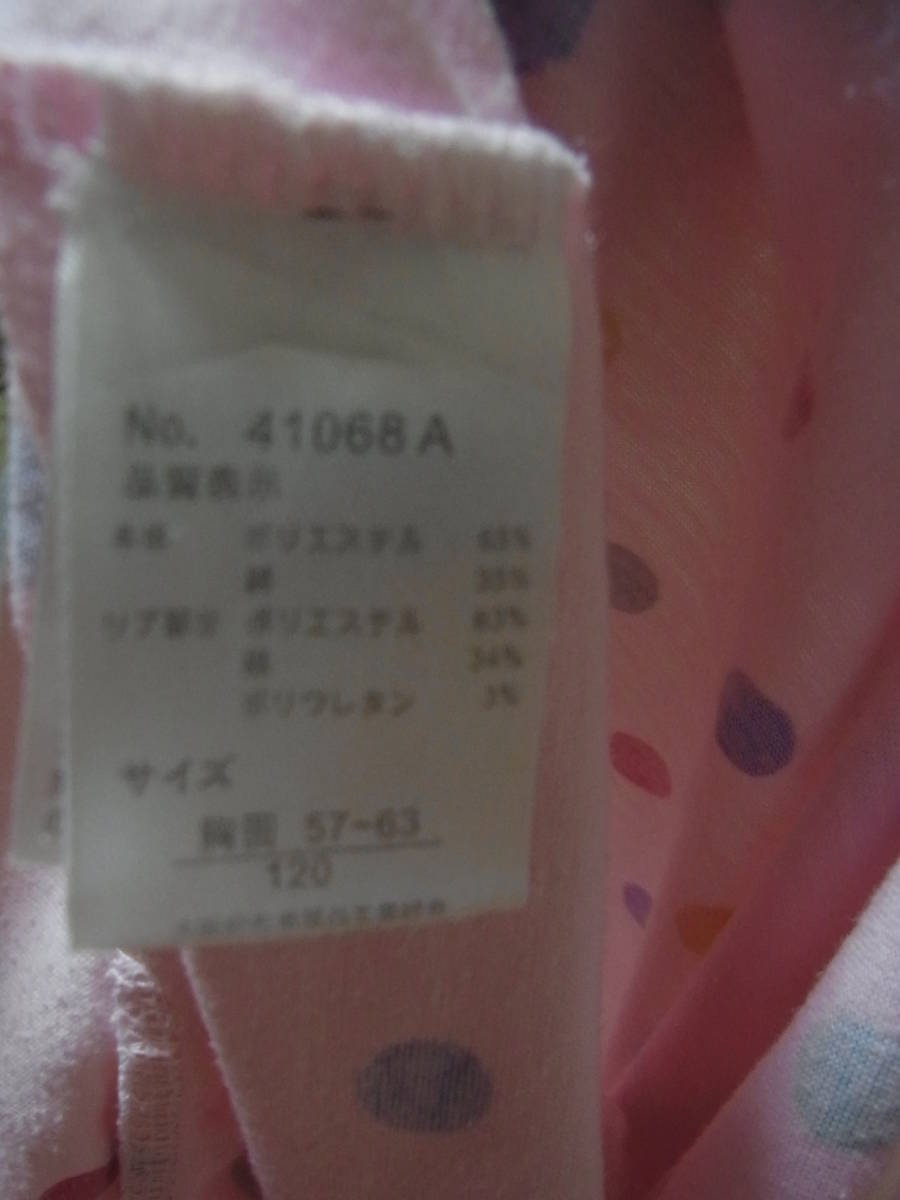 No. 41068A
品質表示
本体 ポリエステル 65%
綿 35%
リブ部分 ポリエステル 63%
綿 34%
ポリウレタン 3%
サイズ
胸囲 57~63
120